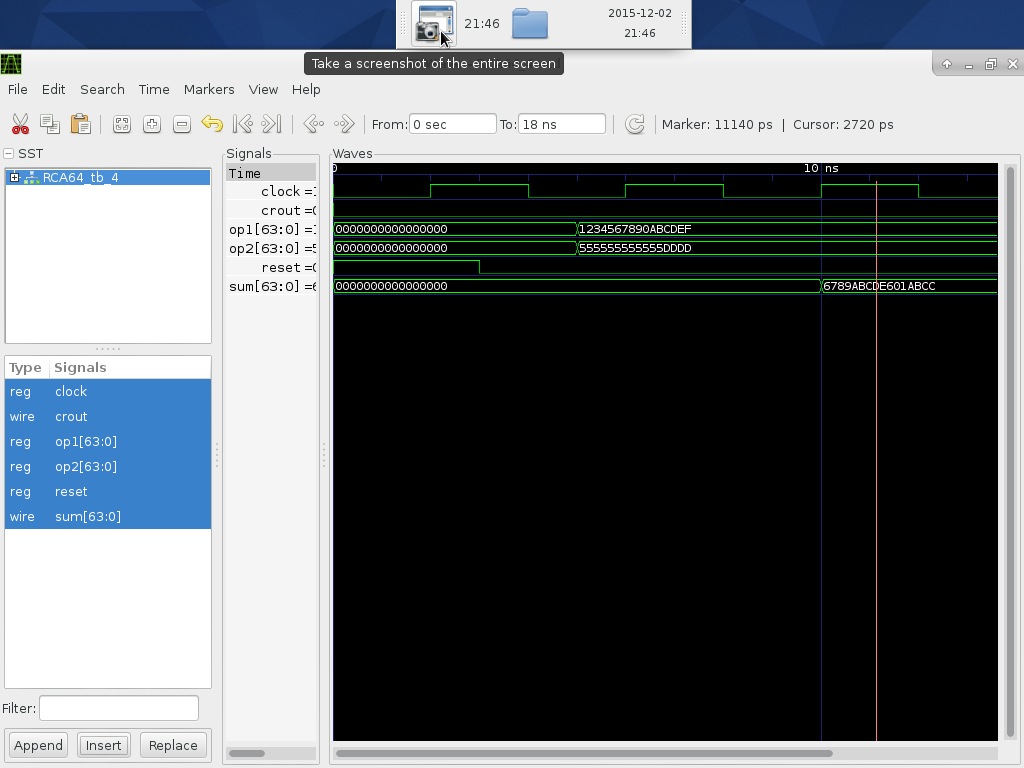 21:46
2015-12-02
21:46
Take a screenshot of the entire screen
File Edit Search Time Markers View Help
From: 0 sec To: 18 ns Marker: 11140 ps | Cursor: 2720 ps
SST
RCA64_tb_4
Type Signals
reg clock
wire crout
reg op1[63:0]
reg op2[63:0]
reg reset
wire sum[63:0]
Filter:
Append Insert Replace
Signals
Time
clock =1
crout =0
op1[63:0] =1
op2[63:0] =5
reset =0
sum[63:0] =6
Waves
0 10 ns
0000000000000000 1234567890ABCDEF
0000000000000000 555555555555DDDD
0000000000000000 6789ABCDE601ABCC